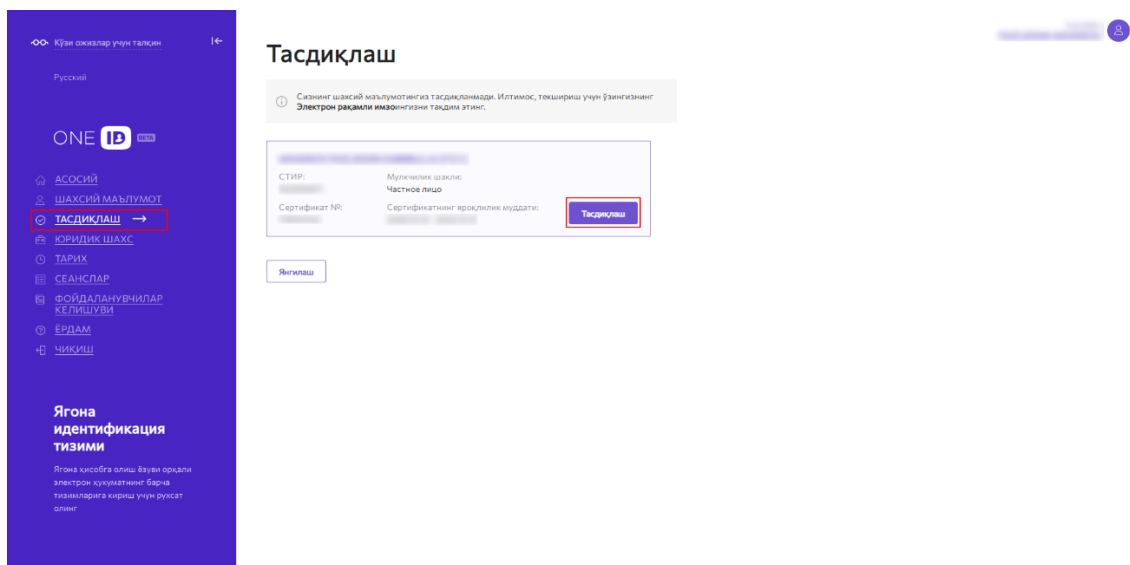 Кўзи ожизлар учун талқин
Русский
ONE ID BETA
АСОСИЙ
ШАХСИЙ МАЪЛУМОТ
ТАСДИҚЛАШ
ЮРИДИК ШАХС
ТАРИХ
СЕАНСЛАР
ФОЙДАЛАНУВЧИЛАР
КЕЛИШУВИ
ЁРДАМ
ЧИҚИШ
Ягона
идентификация
тизими
Ягона ҳисобга олиш ёзуви орқали
электрон ҳукуматнинг барча
тизимларига кириш учун рухсат
олинг
Тасдиқлаш
Сизнинг шахсий маълумотингиз тасдиқланмади. Илтимос, текшириш учун ўзингизнинг
Электрон рақамли имзоингизни тақдим этинг.
СТИР:
Мулкчилик шакли:
Частное лицо
Сертификат №:
Сертификатнинг яроқлилик муддати:
Тасдиқлаш
Янгилаш